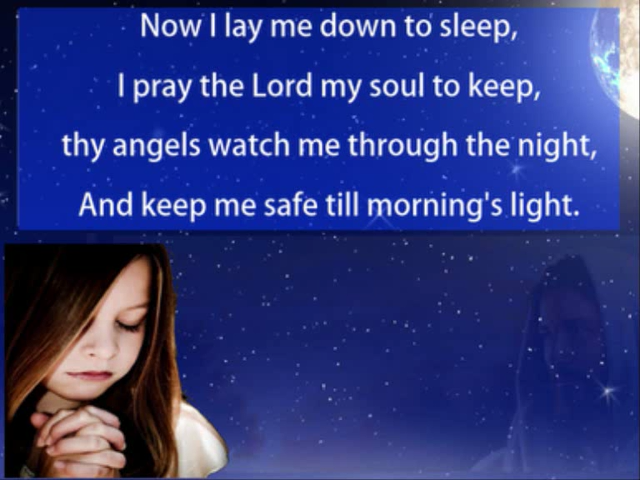 Now I lay me down to sleep,
I pray the Lord my soul to keep,
thy angels watch me through the night,
And keep me safe till morning's light.